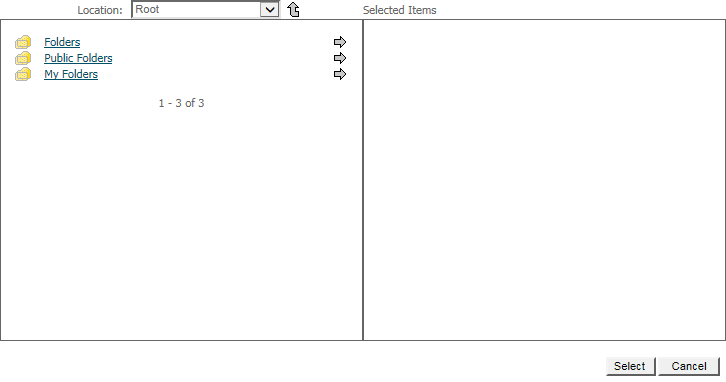 Location: Root
Selected Items
Folders
Public Folders
My Folders
1 - 3 of 3
Select Cancel